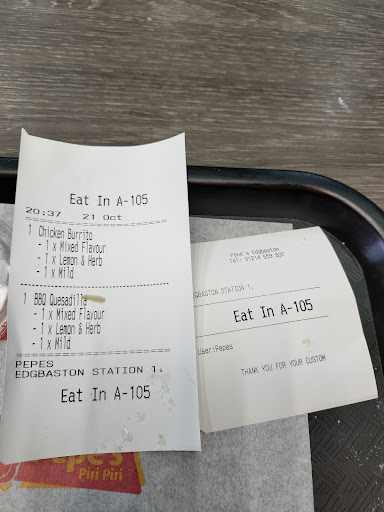 Eat In A-105
20:37 21 Oct
1 Chicken Burrito
- 1 x Mixed Flavour
- 1 x Lemon & Herb
- 1 x Mild
1 BBQ Quesadilla
- 1 x Mixed Flavour
- 1 x Lemon & Herb
- 1 x Mild
PEPES
EDGBASTON STATION 1,
Eat In A-105
Pepe's Edgbaston
Tel: 01214
EDGBASTON STATION 1,
Eat In A-105
User:Pepes
THANK YOU FOR YOUR CUSTOM
Pepe's
Piri Piri